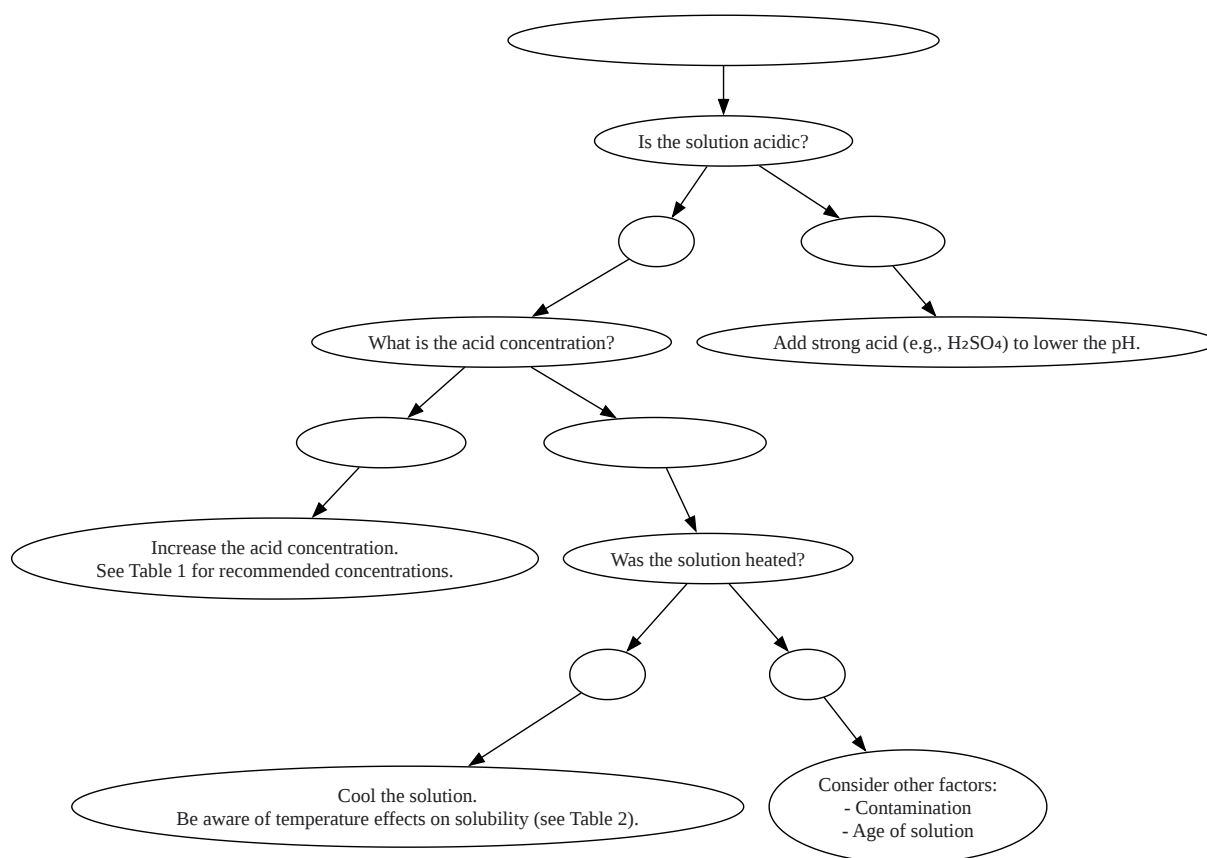 Is the solution acidic?
What is the acid concentration?
Add strong acid (e.g., H₂SO₄) to lower the pH.
Increase the acid concentration.
See Table 1 for recommended concentrations.
Was the solution heated?
Cool the solution.
Be aware of temperature effects on solubility (see Table 2).
Consider other factors:
- Contamination
- Age of solution